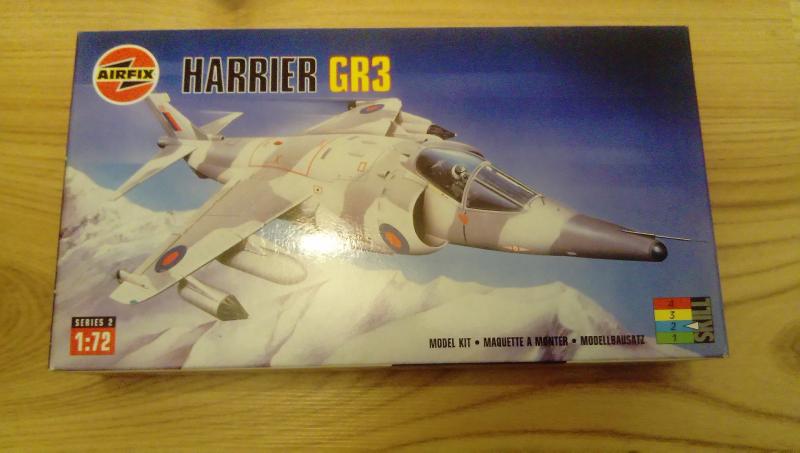 AIRFIX
HARRIER GR3
SERIES 2
1:72
MODEL KIT • MAQUETTE A MONTER • MODELLBAUSATZ
4
3
2
1
SKILL